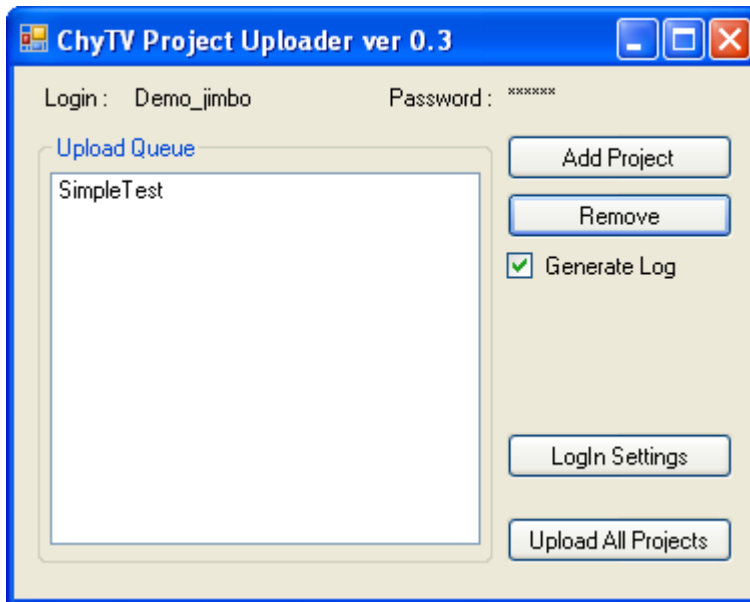 ChyTV Project Uploader ver 0.3
Login : Demo_jimbo Password : ******
Upload Queue
Add Project
SimpleTest
Remove
Generate Log
LogIn Settings
Upload All Projects